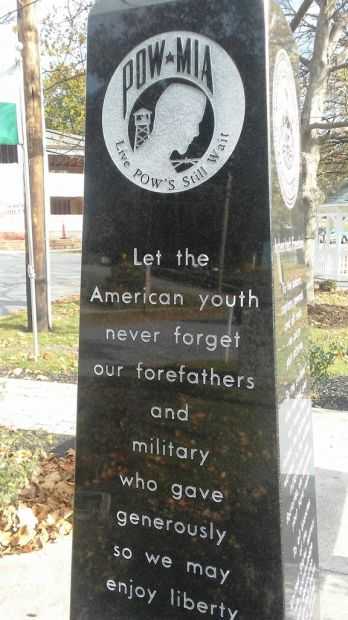 POW★MIA
Live POW's Still Wait
Let the
American youth
never forget
our forefathers
and
military
who gave
generously
so we may
enjoy liberty